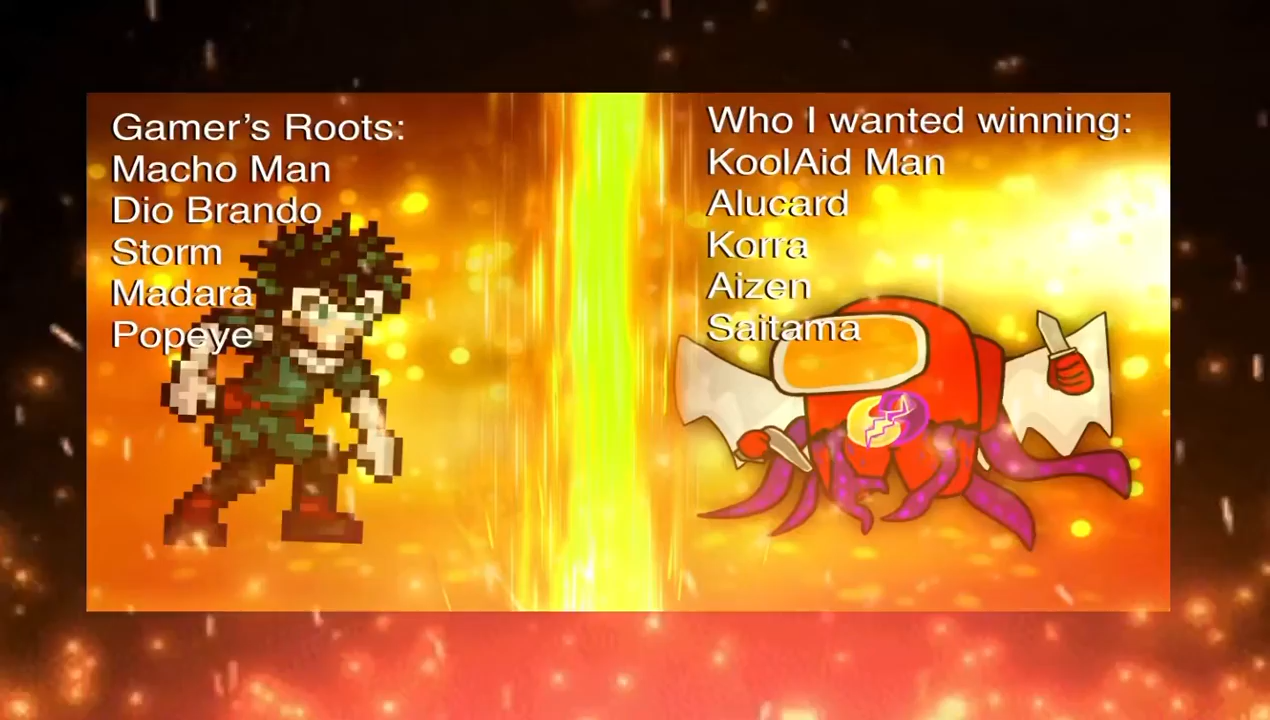 Gamer's Roots:
Macho Man
Dio Brando
Storm
Madara
Popeye
Who I wanted winning:
KoolAid Man
Alucard
Korra
Aizen
Saitama